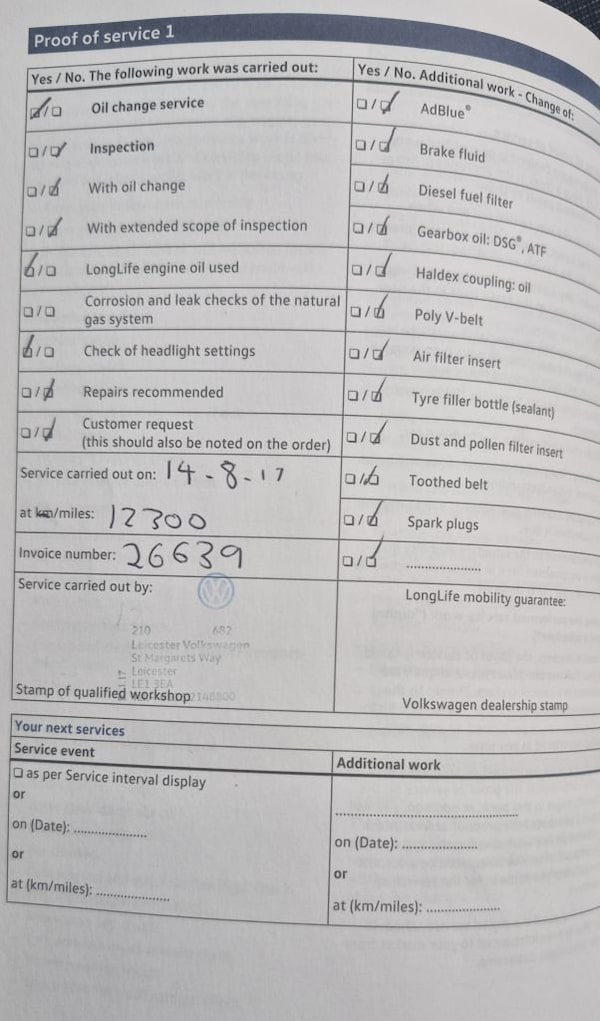 Proof of service 1
Yes / No. The following work was carried out:
☑/☐ Oil change service
☐/☑ Inspection
☐/☑ With oil change
☐/☑ With extended scope of inspection
☑/☐ LongLife engine oil used
☐/☐ Corrosion and leak checks of the natural
gas system
☑/☐ Check of headlight settings
☐/☑ Repairs recommended
☐/☑ Customer request
(this should also be noted on the order)
Service carried out on: 14-8-17
at km/miles: 12300
Invoice number: 26639
Service carried out by:
210 682
Leicester Volkswagen
St Margarets Way
Leicester
LE1 3EA
Stamp of qualified workshop
Yes / No. Additional work - Change of:
☐/☑ AdBlue®
☐/☑ Brake fluid
☐/☑ Diesel fuel filter
☐/☑ Gearbox oil: DSG®, ATF
☐/☑ Haldex coupling: oil
☐/☑ Poly V-belt
☐/☑ Air filter insert
☐/☑ Tyre filler bottle (sealant)
☐/☑ Dust and pollen filter insert
☐/☑ Toothed belt
☐/☑ Spark plugs
☐/☑ ......................
LongLife mobility guarantee:
Volkswagen dealership stamp
Your next services
Service event
☐ as per Service interval display
or
on (Date): ......................
or
at (km/miles): ......................
Additional work
......................................................
on (Date): ......................
or
at (km/miles): ......................